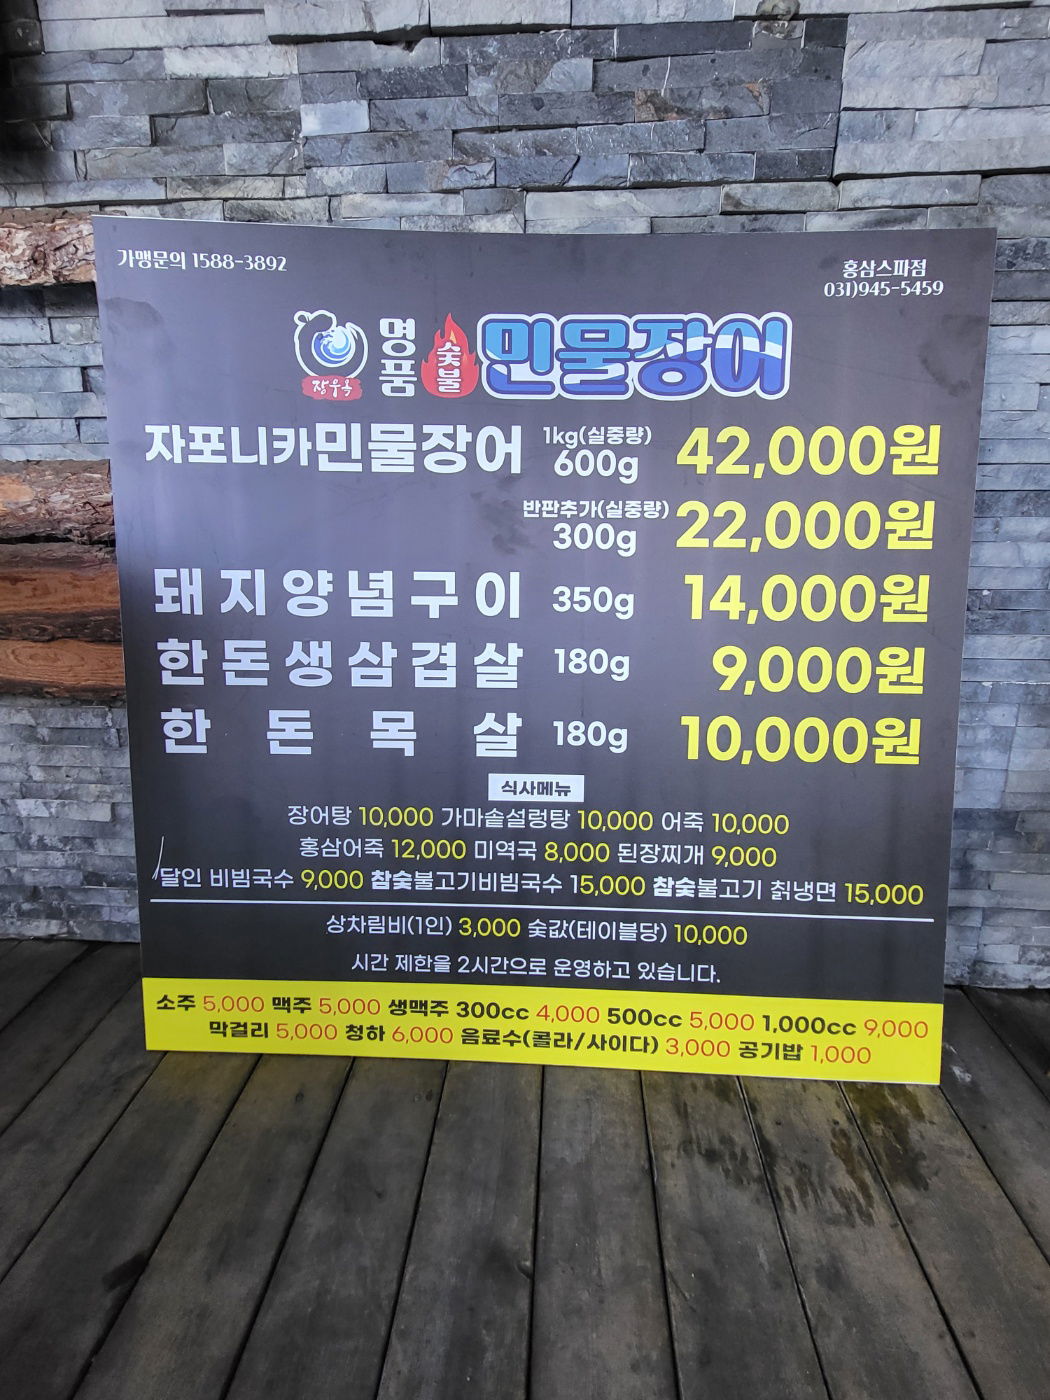 가맹문의 1588-3892
홍삼스파점
031)945-5459
장우옥
명품 숯불 민물장어
자포니카민물장어 1kg(실중량) 600g 42,000원
반판추가(실중량) 300g 22,000원
돼지양념구이 350g 14,000원
한돈생삼겹살 180g 9,000원
한돈목살 180g 10,000원
식사메뉴
장어탕 10,000 가마솥설렁탕 10,000 어죽 10,000
홍삼어죽 12,000 미역국 8,000 된장찌개 9,000
달인 비빔국수 9,000 참숯불고기비빔국수 15,000 참숯불고기 칡냉면 15,000
상차림비(1인) 3,000 숯값(테이블당) 10,000
시간 제한을 2시간으로 운영하고 있습니다.
소주 5,000 맥주 5,000 생맥주 300cc 4,000 500cc 5,000 1,000cc 9,000
막걸리 5,000 청하 6,000 음료수(콜라/사이다) 3,000 공기밥 1,000